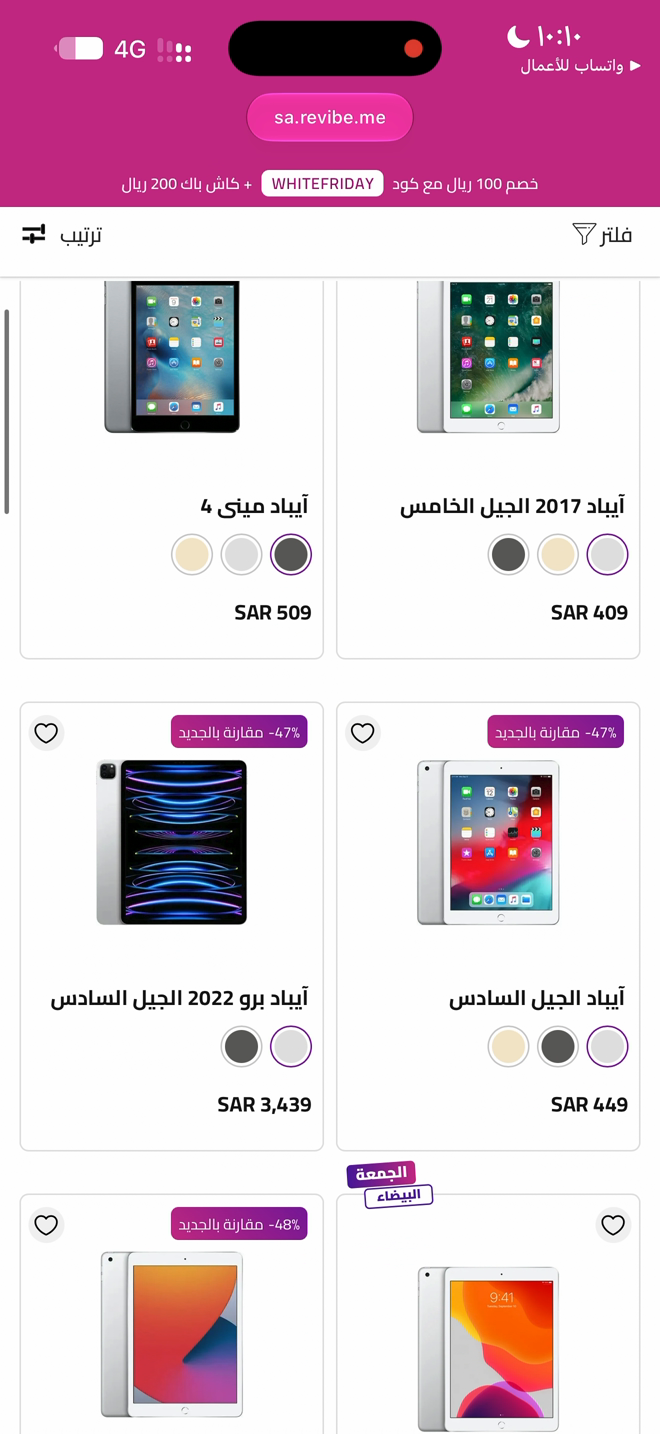 ١٠:١٠
4G
◀ واتساب للأعمال
sa.revibe.me
خصم 100 ريال مع كود WHITEFRIDAY + كاش باك 200 ريال
فلتر
ترتيب
آيباد 2017 الجيل الخامس
SAR 409
آيباد ميني 4
SAR 509
-47% مقارنة بالجديد
آيباد الجيل السادس
SAR 449
-47% مقارنة بالجديد
آيباد برو 2022 الجيل السادس
SAR 3,439
الجمعة
البيضاء
9:41
-48% مقارنة بالجديد